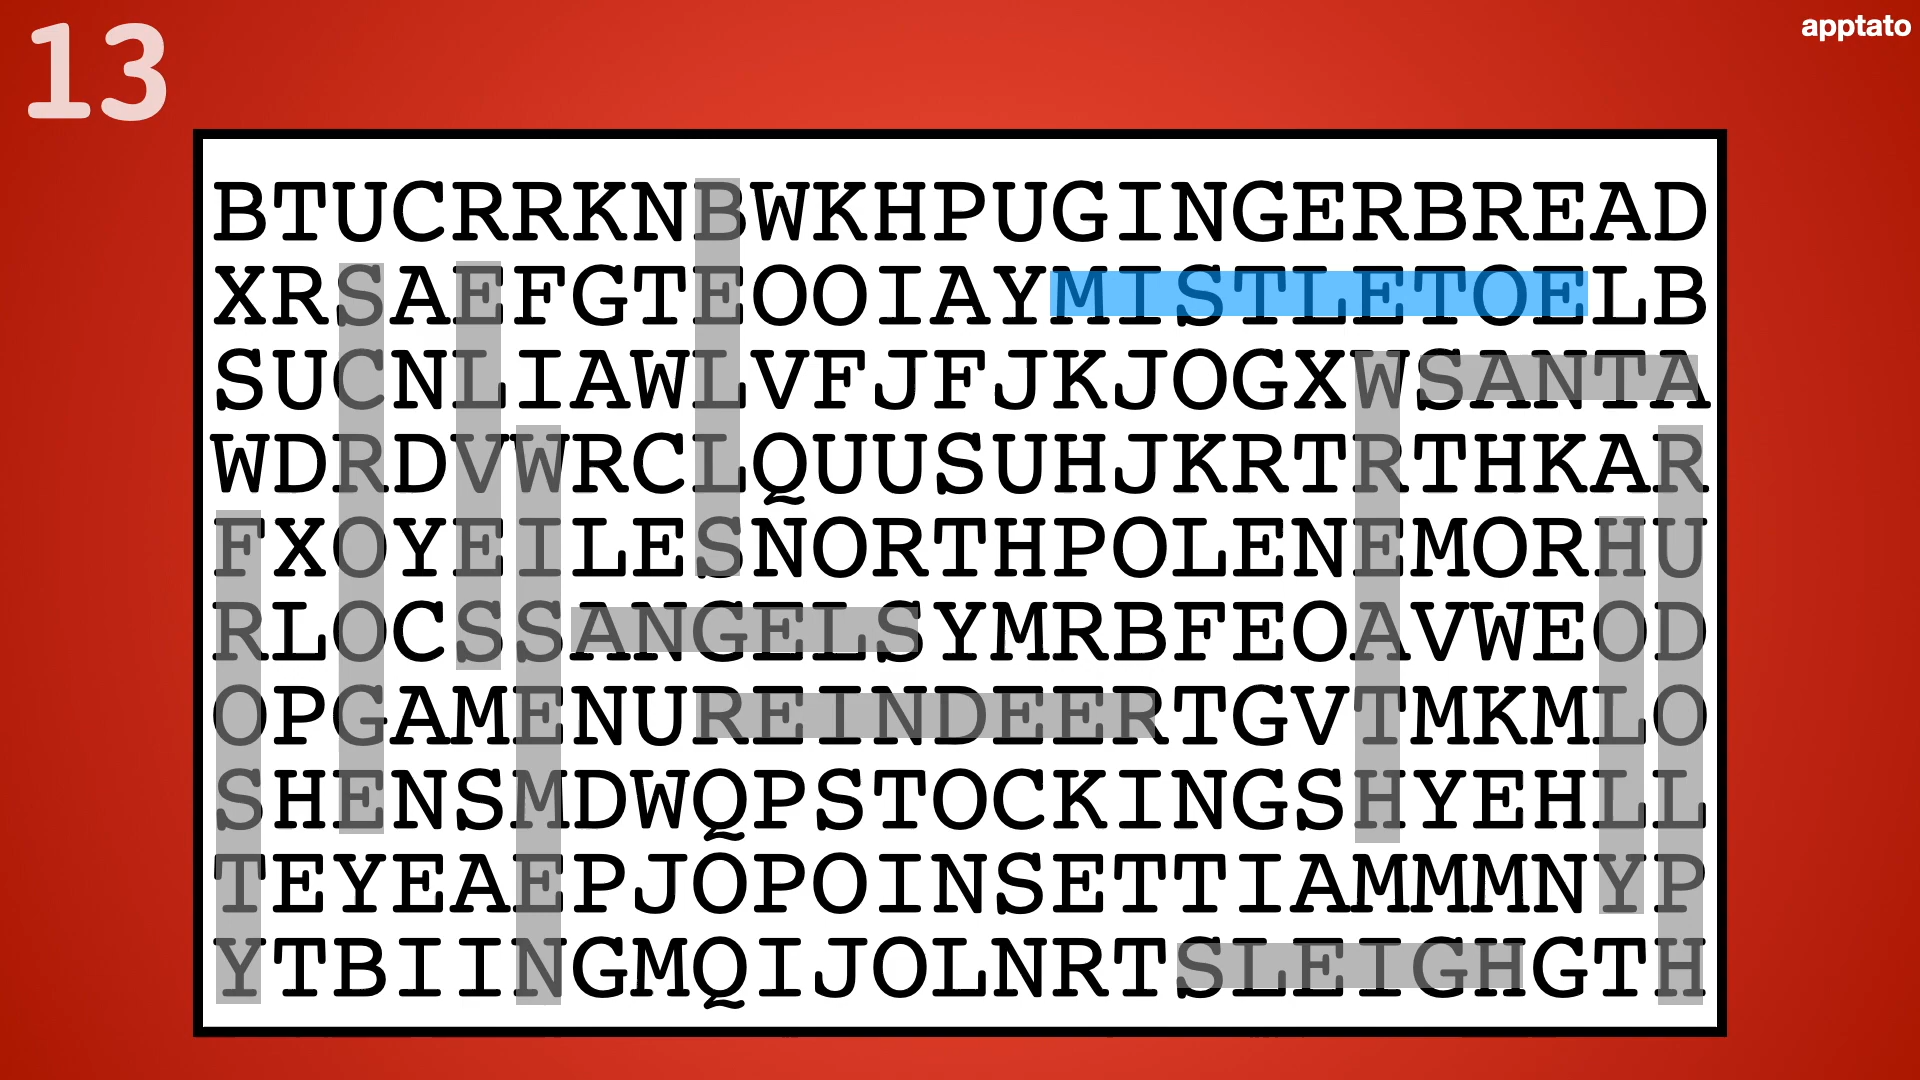 13
apptato
BTUCRRKNBWKHPUGINGERBREAD
XRSAEFGTEOOIAYMISTLETOELB
SUCNLIAWLVFJFJKJOGXWSANTA
WDRDVWRCLQUUSUHJKRTRTHKAR
FXOYEILESNORTHPOLENEMORHU
RLOCSSANGELSYMRBFEOAVWEOD
OPGAMENUREINDEERTGVTMKMLO
SHENSMDWQPSTOCKINGSHYEHLL
TEYEAEPJOPOINSETTIAMMMNYP
YTBIINGMQIJOLNRTSLEIGHGTH